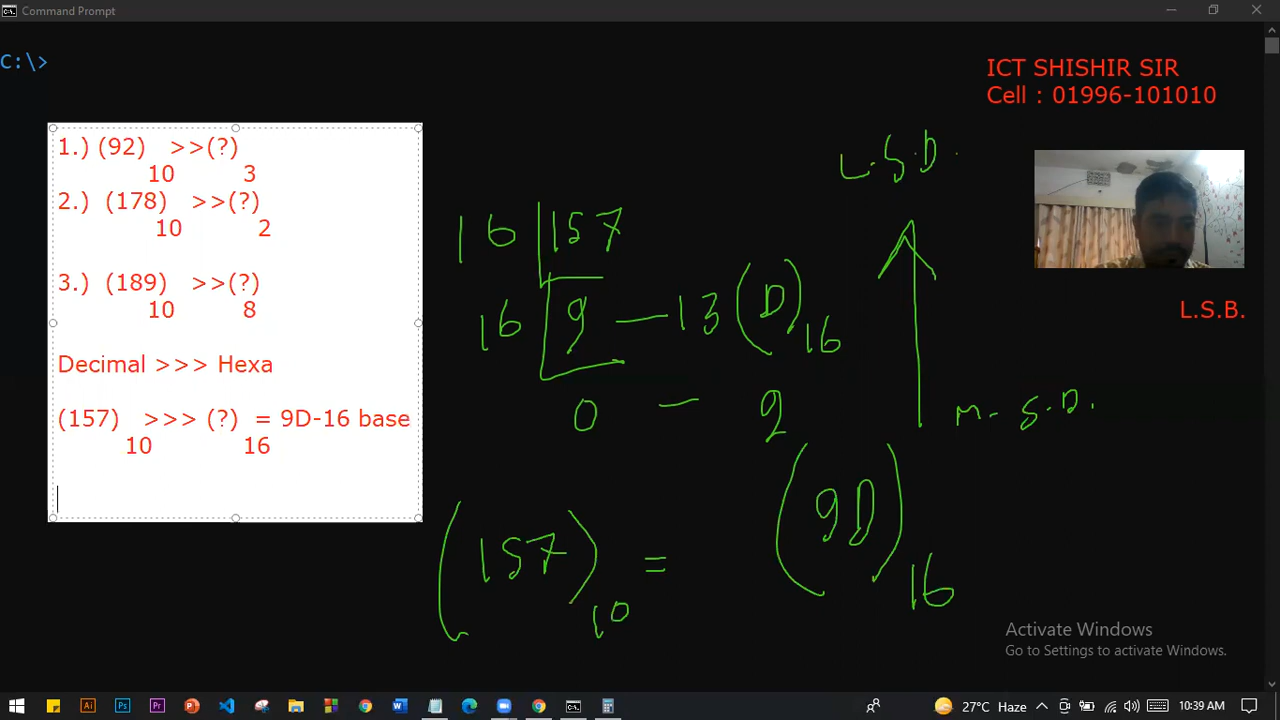 Command Prompt
C:\>
ICT SHISHIR SIR
Cell : 01996-101010
1.) (92) >>(?)
10 3
2.) (178) >>(?)
10 2
3.) (189) >>(?)
10 8
Decimal >>> Hexa
(157) >>> (?) = 9D-16 base
10 16
L.S.D.
16 157
16 9 — 13 (D)16
0 — 9
M.S.D.
(157)10 = (9D)16
L.S.B.
Activate Windows
Go to Settings to activate Windows.
27°C Haze
10:39 AM